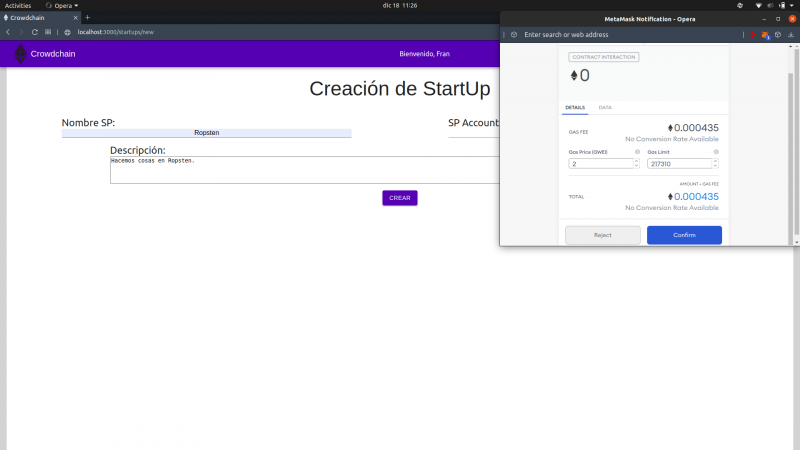 Activities
Opera
dic 18 11:26
Crowdchain
localhost:3000/startups/new
Crowdchain
Bienvenido, Fran
Creación de StartUp
Nombre SP:
SP Account
Ropsten
Descripción:
Hacemos cosas en Ropsten.
CREAR
MetaMask Notification - Opera
Enter search or web address
CONTRACT INTERACTION
0
DETAILS
DATA
GAS FEE
0.000435
No Conversion Rate Available
Gas Price (GWEI)
Gas Limit
2
217310
AMOUNT + GAS FEE
TOTAL
0.000435
No Conversion Rate Available
Reject
Confirm